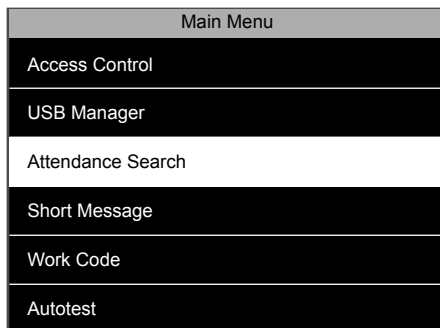 Main Menu
Access Control
USB Manager
Attendance Search
Short Message
Work Code
Autotest